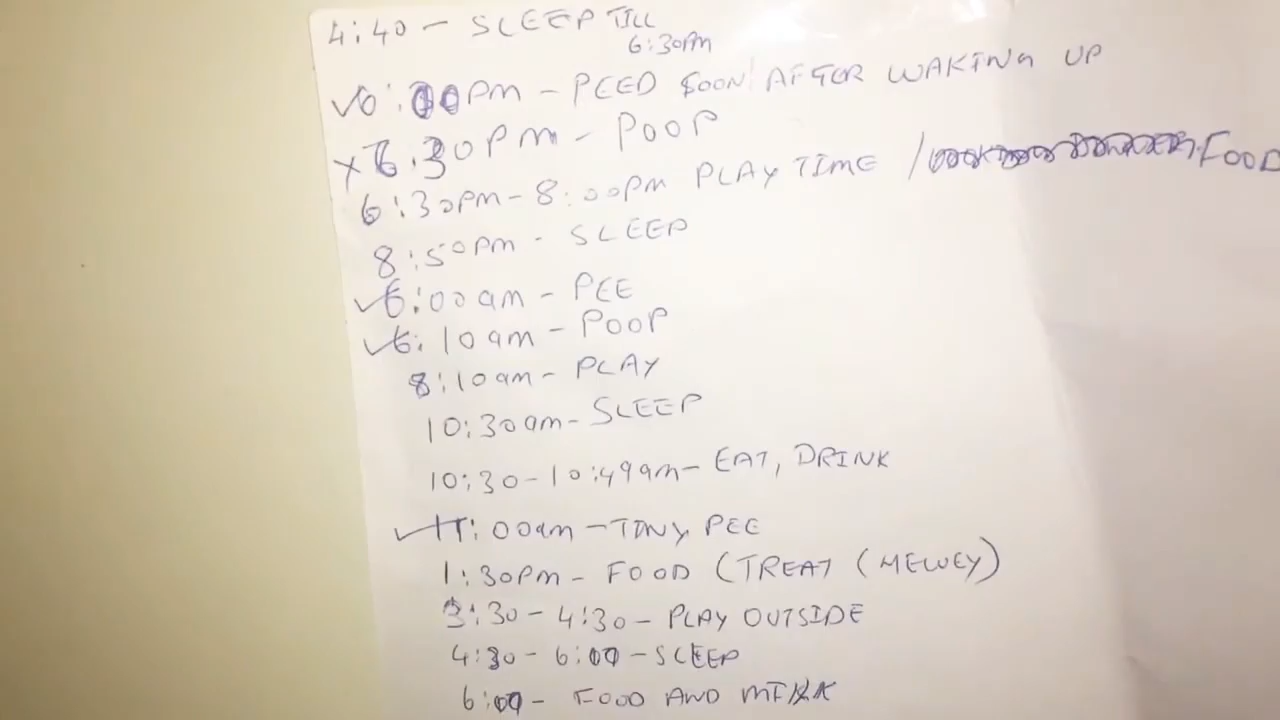 4:40 - SLEEP TILL
6:30PM
✓6:00PM - PEED SOON AFTER WAKING UP
x6.30PM - POOP
6:30PM - 8:00PM PLAY TIME / FOOD
8:50PM - SLEEP
✓6:00am - PEE
✓6:10am - POOP
8:10am - PLAY
10:30am - SLEEP
10:30 - 10:49am - EAT, DRINK
✓11:00am - TINY PEE
1:30PM - FOOD (TREAT (MEWEY)
3:30 - 4:30 - PLAY OUTSIDE
4:30 - 6:00 - SLEEP
6:00 - FOOD AND MILK